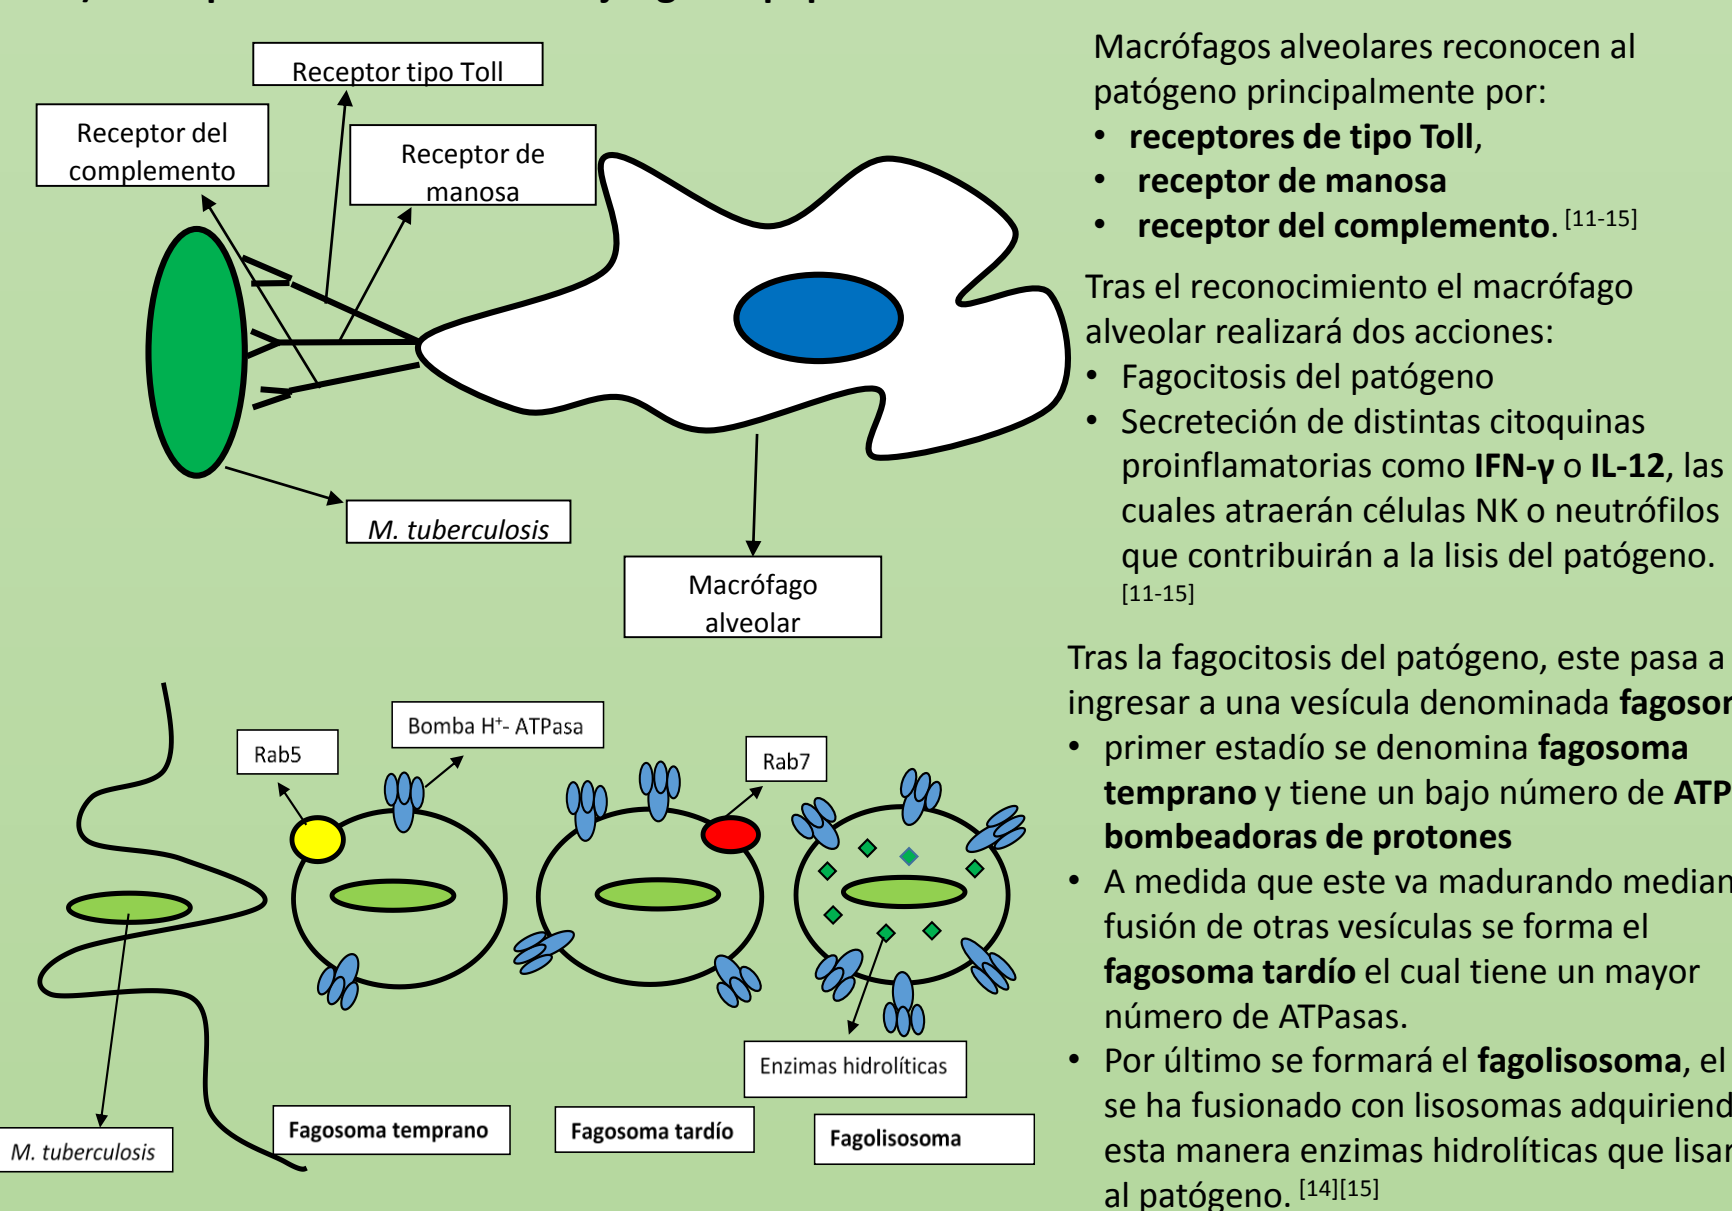 Receptor tipo Toll
Receptor del
complemento
Receptor de
manosa
M. tuberculosis
Macrófago
alveolar
Macrófagos alveolares reconocen al
patógeno principalmente por:
• receptores de tipo Toll,
• receptor de manosa
• receptor del complemento. [11-15]
Tras el reconocimiento el macrófago
alveolar realizará dos acciones:
• Fagocitosis del patógeno
• Secreteción de distintas citoquinas
proinflamatorias como IFN-γ o IL-12, las
cuales atraerán células NK o neutrófilos
que contribuirán a la lisis del patógeno.
[11-15]
Tras la fagocitosis del patógeno, este pasa a
ingresar a una vesícula denominada
• primer estadío se denomina fagosoma
temprano y tiene un bajo número de
bombeadoras de protones
• A medida que este va madurando
fusión de otras vesículas se forma el
fagosoma tardío el cual tiene un mayor
número de ATPasas.
• Por último se formará el fagolisosoma, el
se ha fusionado con lisosomas
esta manera enzimas hidrolíticas que
al patógeno. [14][15]
Bomba H⁺- ATPasa
Rab5
Rab7
Enzimas hidrolíticas
Fagosoma temprano
Fagosoma tardío
Fagolisosoma
M. tuberculosis